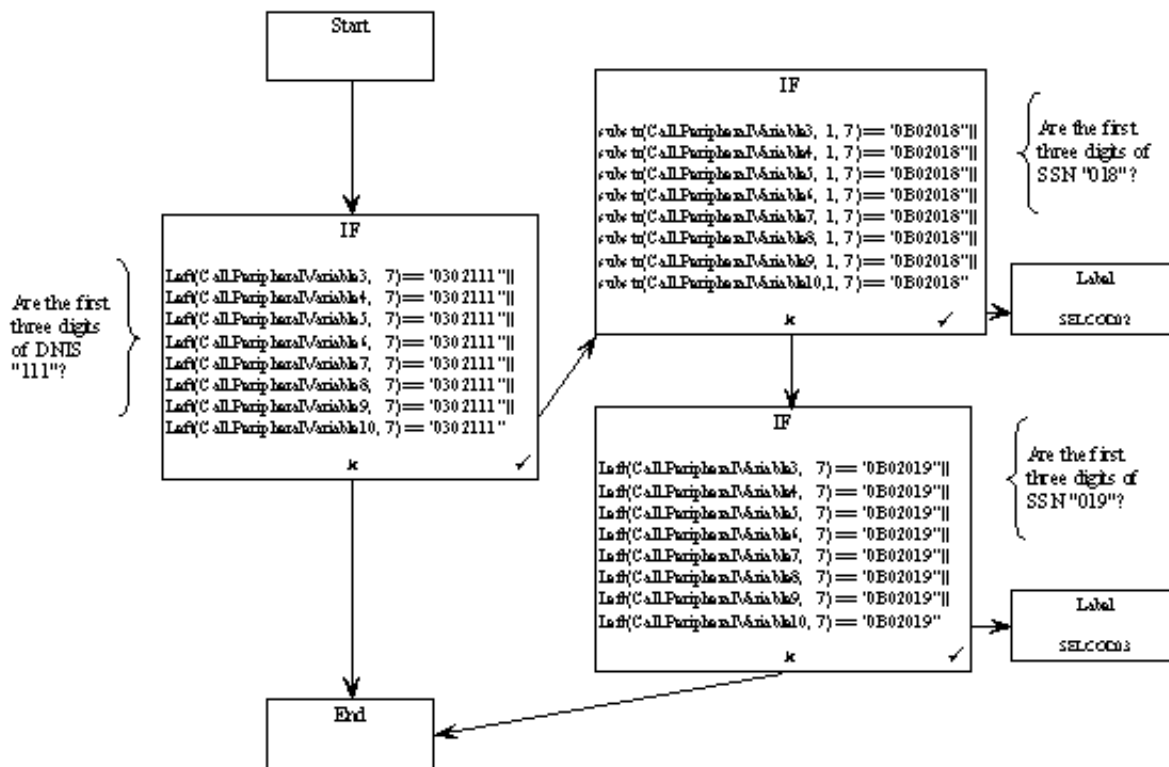 Start
IF
substr(Call.PeripheralVariable3, 1, 7)== "0B02018"||
substr(Call.PeripheralVariable4, 1, 7)== "0B02018"||
substr(Call.PeripheralVariable5, 1, 7)== "0B02018"||
substr(Call.PeripheralVariable6, 1, 7)== "0B02018"||
substr(Call.PeripheralVariable7, 1, 7)== "0B02018"||
substr(Call.PeripheralVariable8, 1, 7)== "0B02018"||
substr(Call.PeripheralVariable9, 1, 7)== "0B02018"||
substr(Call.PeripheralVariable10,1, 7)== "0B02018"
Are the first
three digits of
SSN "018"?
Label
SELCOD02
IF
Left(Call.PeripheralVariable3, 7)== "0302111"||
Left(Call.PeripheralVariable4, 7)== "0302111"||
Left(Call.PeripheralVariable5, 7)== "0302111"||
Left(Call.PeripheralVariable6, 7)== "0302111"||
Left(Call.PeripheralVariable7, 7)== "0302111"||
Left(Call.PeripheralVariable8, 7)== "0302111"||
Left(Call.PeripheralVariable9, 7)== "0302111"||
Left(Call.PeripheralVariable10, 7)== "0302111"
Are the first
three digits
of DNIS
"111"?
IF
Left(Call.PeripheralVariable3, 7)== "0B02019"||
Left(Call.PeripheralVariable4, 7)== "0B02019"||
Left(Call.PeripheralVariable5, 7)== "0B02019"||
Left(Call.PeripheralVariable6, 7)== "0B02019"||
Left(Call.PeripheralVariable7, 7)== "0B02019"||
Left(Call.PeripheralVariable8, 7)== "0B02019"||
Left(Call.PeripheralVariable9, 7)== "0B02019"||
Left(Call.PeripheralVariable10, 7)== "0B02019"
Are the first
three digits of
SSN "019"?
Label
SELCOD03
End